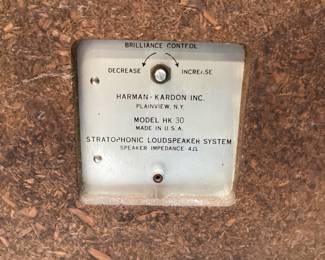 BRILLIANCE CONTROL
DECREASE INCREASE
HARMAN - KARDON INC.
PLAINVIEW, N.Y.
MODEL HK 30
MADE IN U.S.A.
STRATOPHONIC LOUDSPEAKER SYSTEM
SPEAKER IMPEDANCE 4Ω